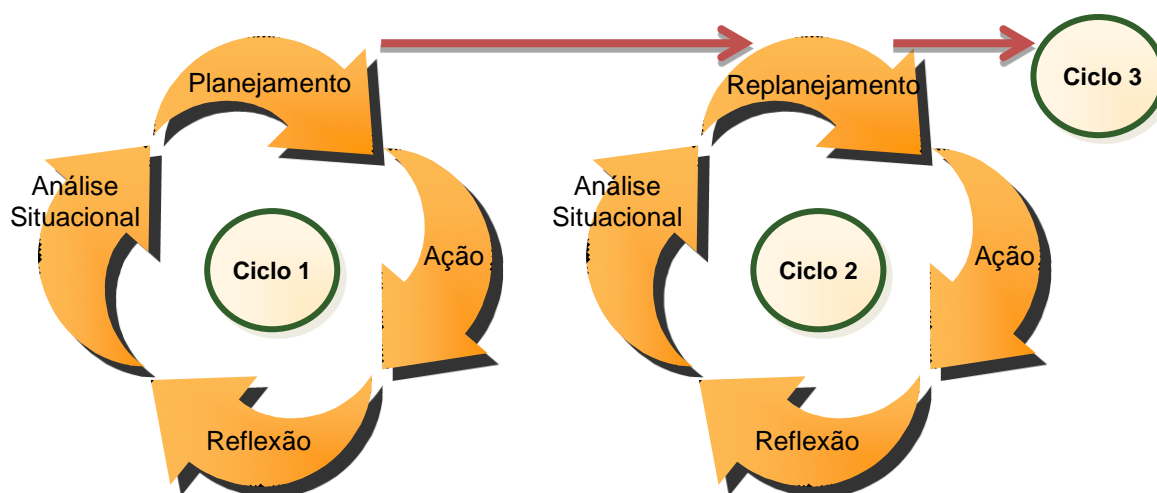 Planejamento
Análise
Situacional
Ciclo 1
Ação
Reflexão
Replanejamento
Análise
Situacional
Ciclo 2
Ação
Reflexão
Ciclo 3